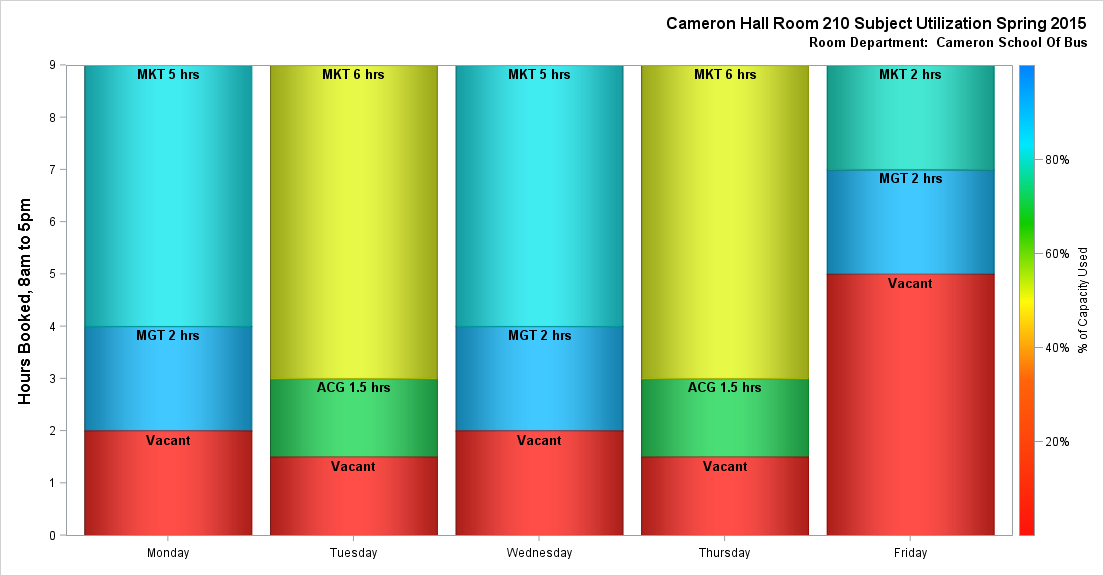 Cameron Hall Room 210 Subject Utilization Spring 2015
Room Department:  Cameron School Of Bus
Hours Booked, 8am to 5pm
9
8
7
6
5
4
3
2
1
0
MKT 5 hrs
MGT 2 hrs
Vacant
MKT 6 hrs
ACG 1.5 hrs
Vacant
MKT 5 hrs
MGT 2 hrs
Vacant
MKT 6 hrs
ACG 1.5 hrs
Vacant
MKT 2 hrs
MGT 2 hrs
Vacant
Monday
Tuesday
Wednesday
Thursday
Friday
80%
60%
40%
20%
% of Capacity Used